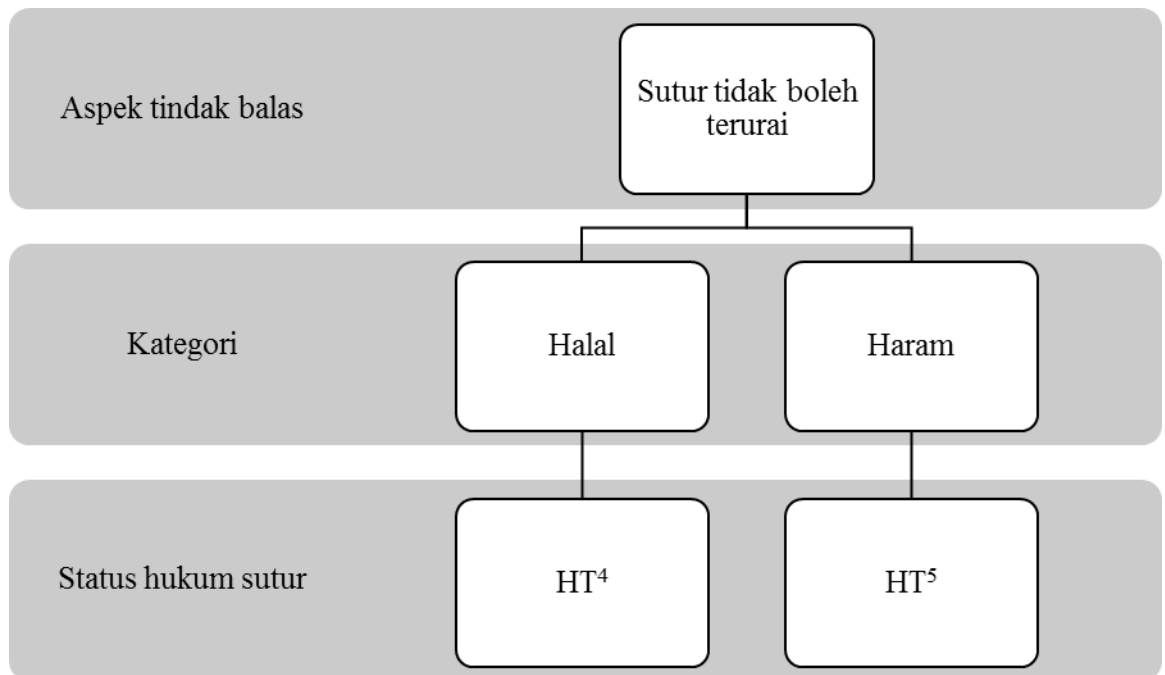 Aspek tindak balas
Sutur tidak boleh
terurai
Kategori
Halal
Haram
Status hukum sutur
HT⁴
HT⁵